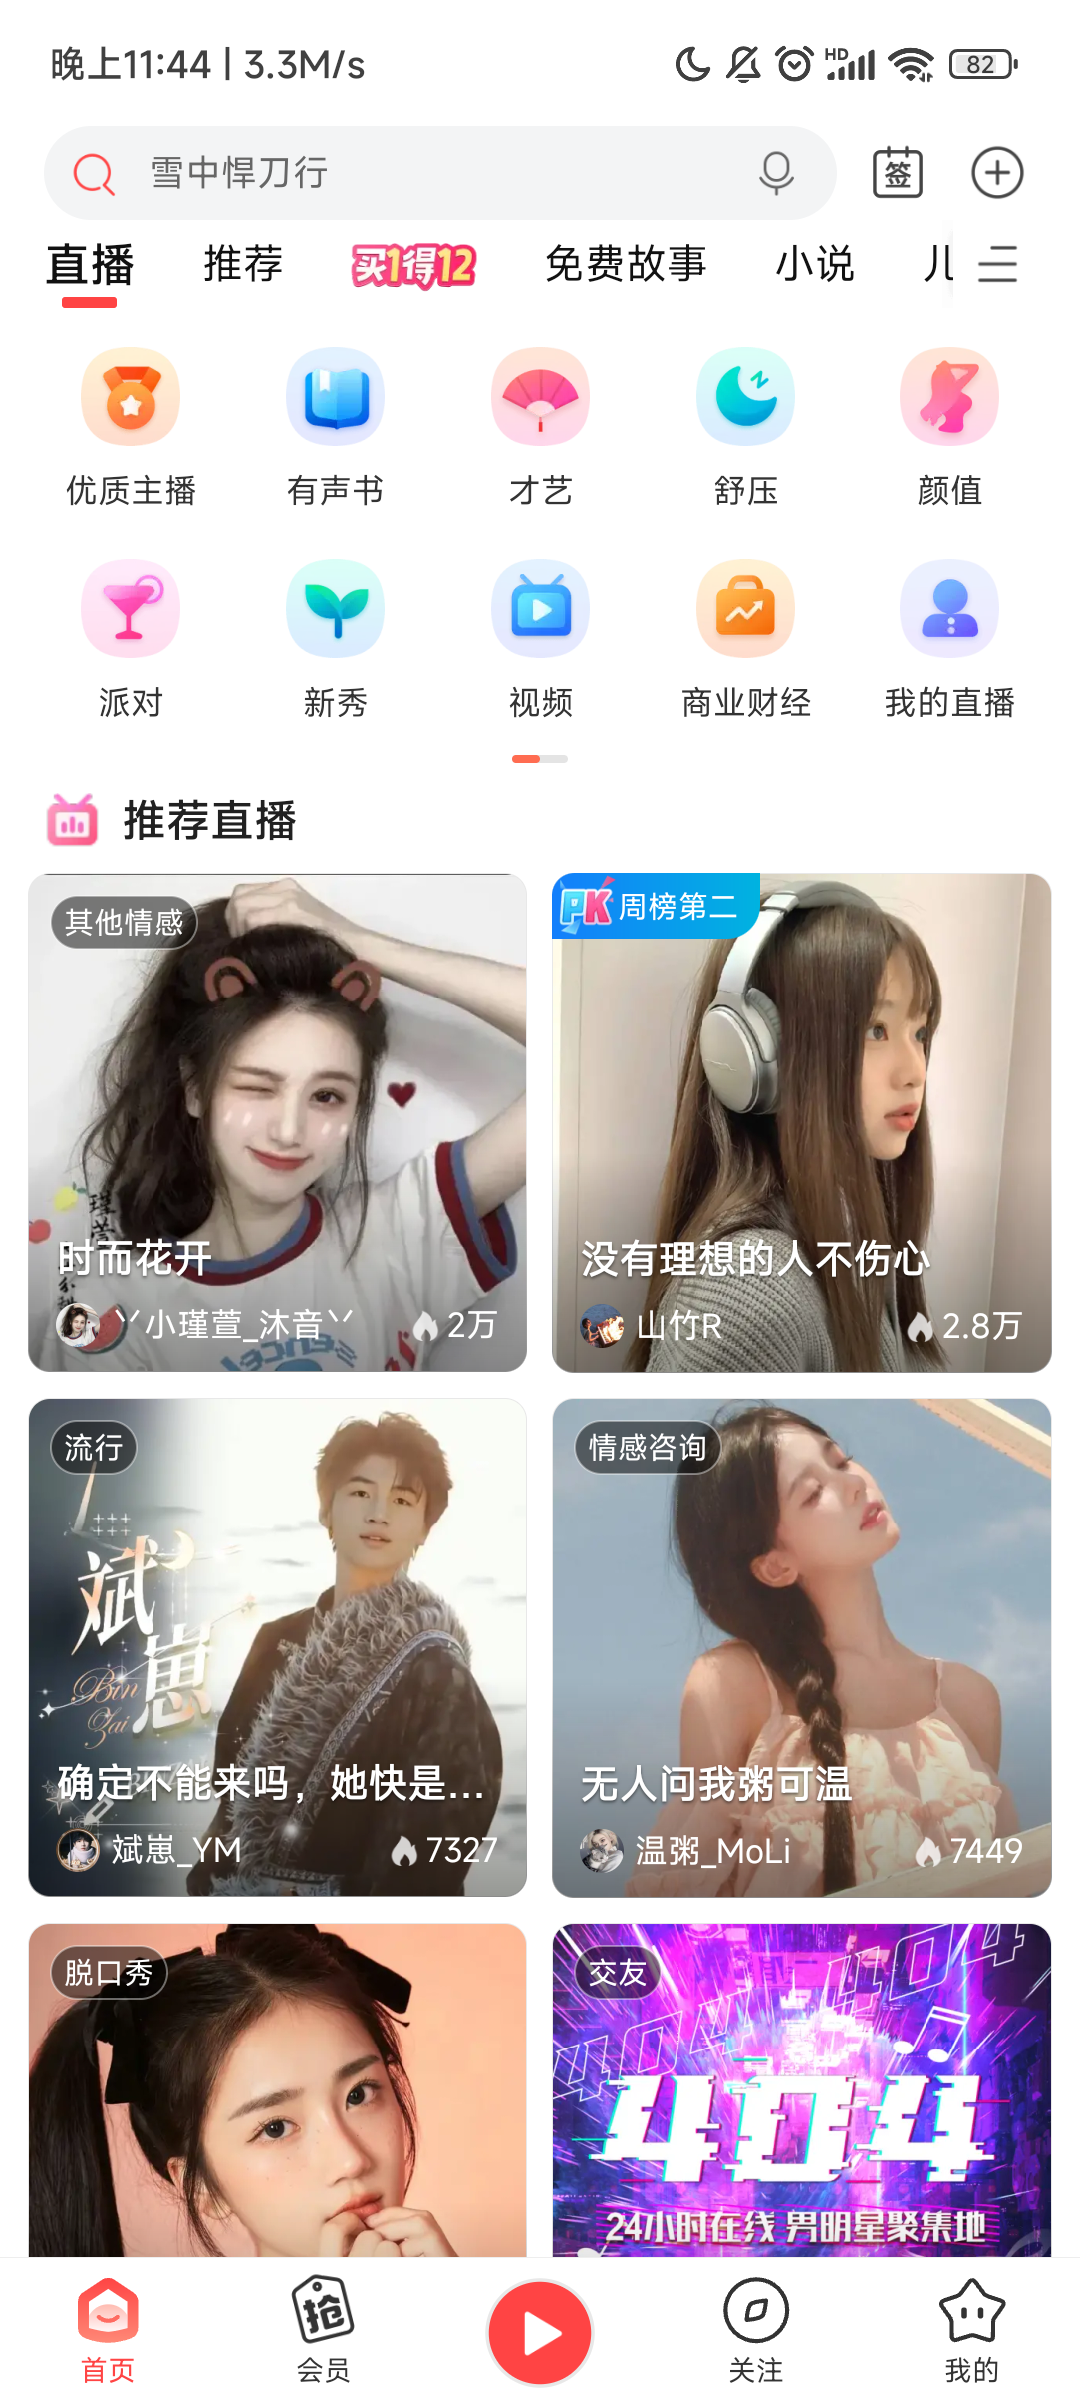 晚上11:44 | 3.3M/s
HD
82
雪中悍刀行
签
直播
推荐
买1得12
免费故事
小说
优质主播
有声书
才艺
舒压
颜值
派对
新秀
视频
商业财经
我的直播
推荐直播
其他情感
时而花开
丷小瑾萱_沐音丷
2万
PK 周榜第二
没有理想的人不伤心
山竹R
2.8万
流行
斌崽
Bin
Zai
确定不能来吗，她快是...
斌崽_YM
7327
情感咨询
无人问我粥可温
温粥_MoLi
7449
脱口秀
交友
404
404
404
24小时在线 男明星聚集地
首页
抢
会员
关注
我的